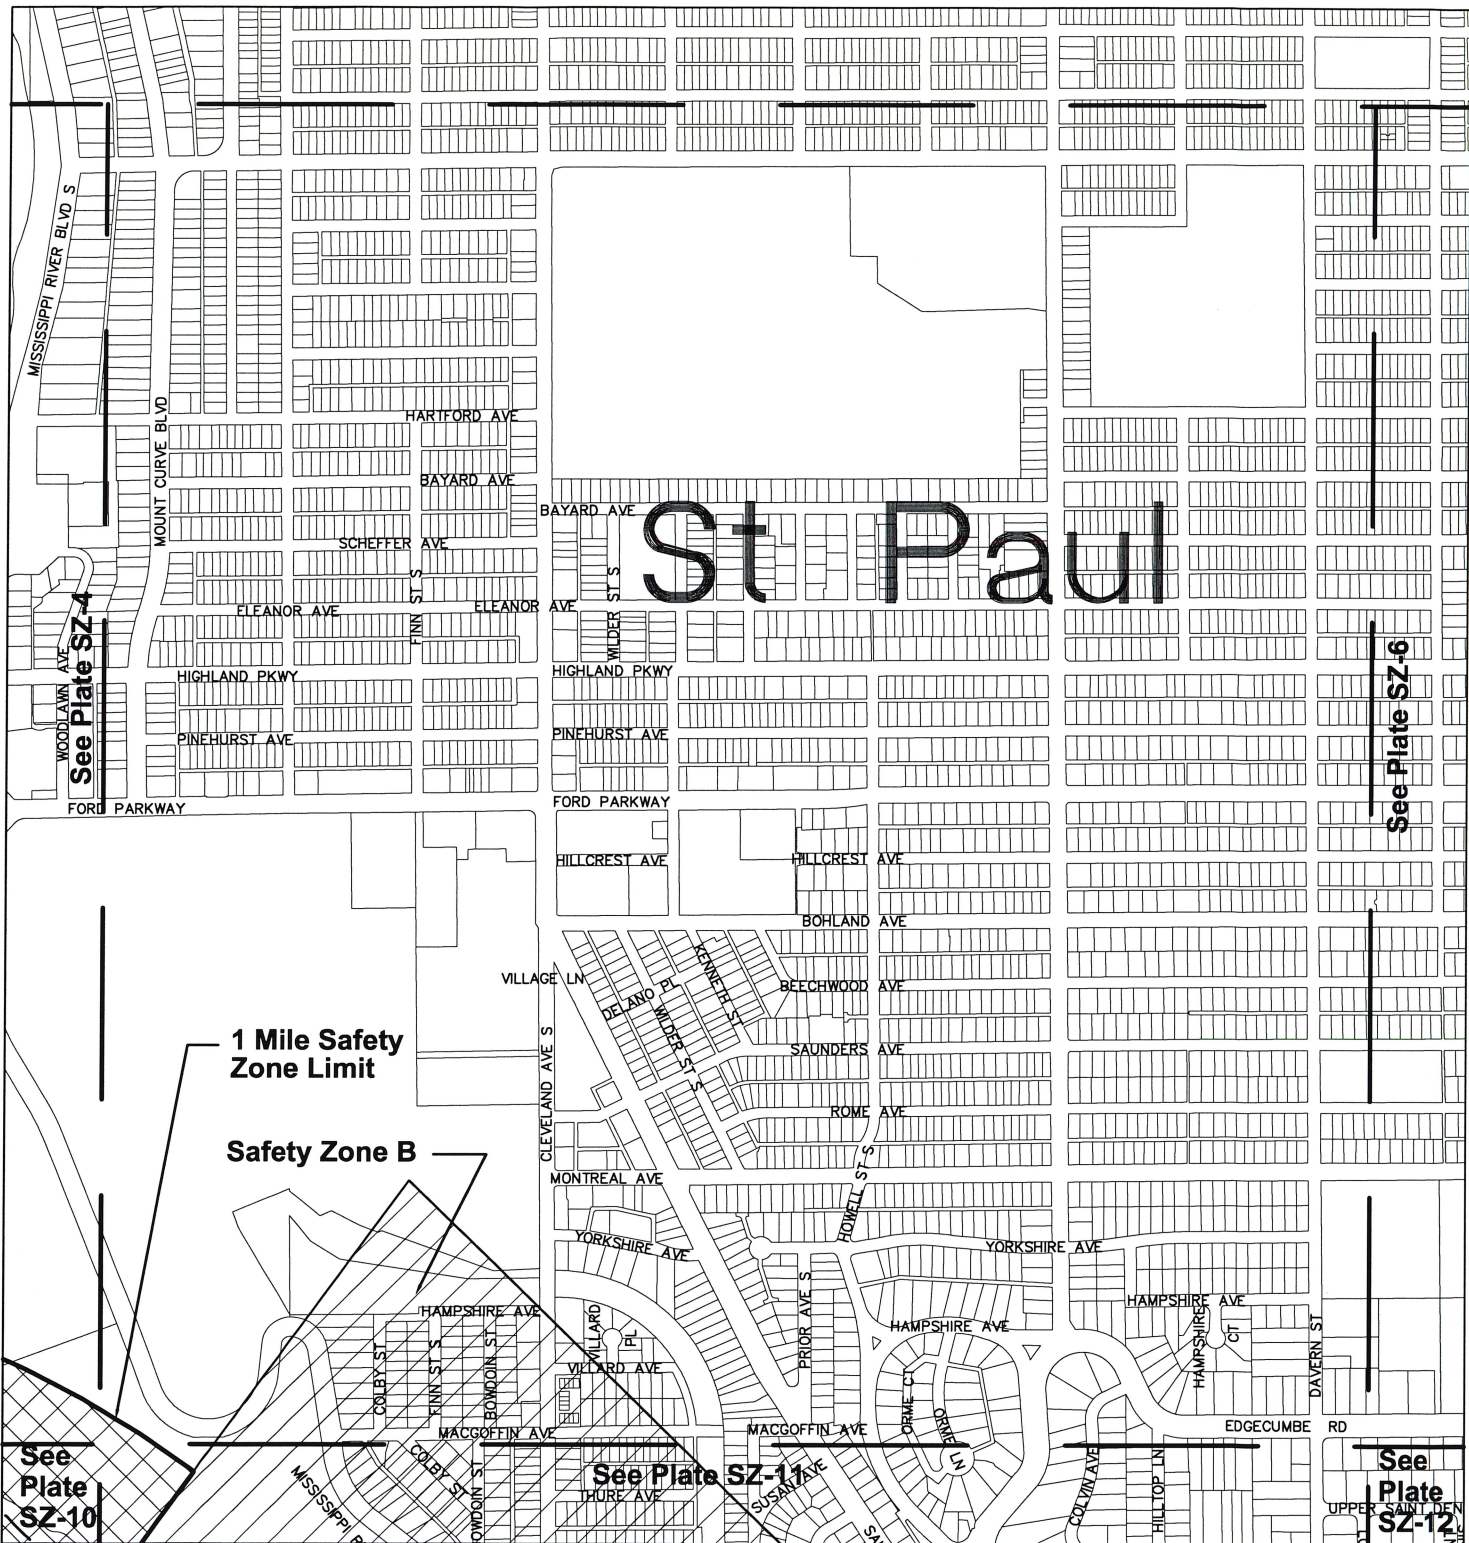 MISSISSIPPI RIVER BLVD S
MOUNT CURVE BLVD
HARTFORD AVE
BAYARD AVE
BAYARD AVE
St Paul
SCHEFFER AVE
FINN ST S
WILDER ST S
ELEANOR AVE
ELEANOR AVE
See Plate SZ-4
See Plate SZ-6
WOODLAWN AVE
HIGHLAND PKWY
HIGHLAND PKWY
PINEHURST AVE
PINEHURST AVE
FORD PARKWAY
FORD PARKWAY
HILLCREST AVE
HILLCREST AVE
BOHLAND AVE
KENNETH ST
VILLAGE LN
DELANO PL
BEECHWOOD AVE
WILDER ST S
1 Mile Safety
Zone Limit
SAUNDERS AVE
CLEVELAND AVE S
ROME AVE
Safety Zone B
MONTREAL AVE
HOWELL ST S
YORKSHIRE AVE
YORKSHIRE AVE
PRIOR AVE S
HAMPSHIRE AVE
HAMPSHIRE AVE
HAMPSHIRE AVE
HAMPSHIRE
CT
DAVERN ST
VILLARD
PL
VILLARD AVE
COLBY ST
FINN ST S
BOWDOIN ST
ORME CT
ORME LN
MACGOFFIN AVE
MACGOFFIN AVE
EDGECUMBE RD
See
Plate
SZ-10
COLBY ST
MISSISSIPPI R
OWDOIN ST
See Plate SZ-11
THURE AVE
SUSAN AVE
SA
COLVIN AVE
HILLTOP LN
See
Plate
SZ-12
UPPER SAINT DEN